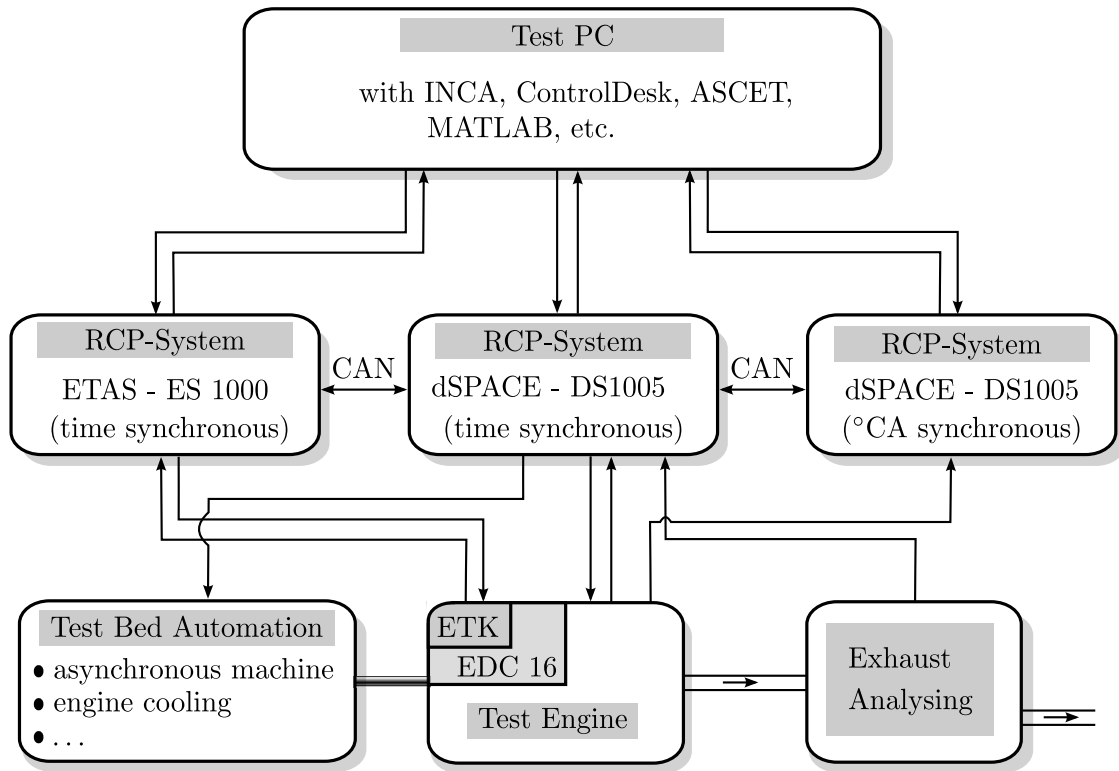 Test PC
with INCA, ControlDesk, ASCET,
MATLAB, etc.
RCP-System
ETAS - ES 1000
(time synchronous)
CAN
RCP-System
dSPACE - DS1005
(time synchronous)
CAN
RCP-System
dSPACE - DS1005
(°CA synchronous)
Test Bed Automation
• asynchronous machine
• engine cooling
• . . .
ETK
EDC 16
Test Engine
Exhaust
Analysing